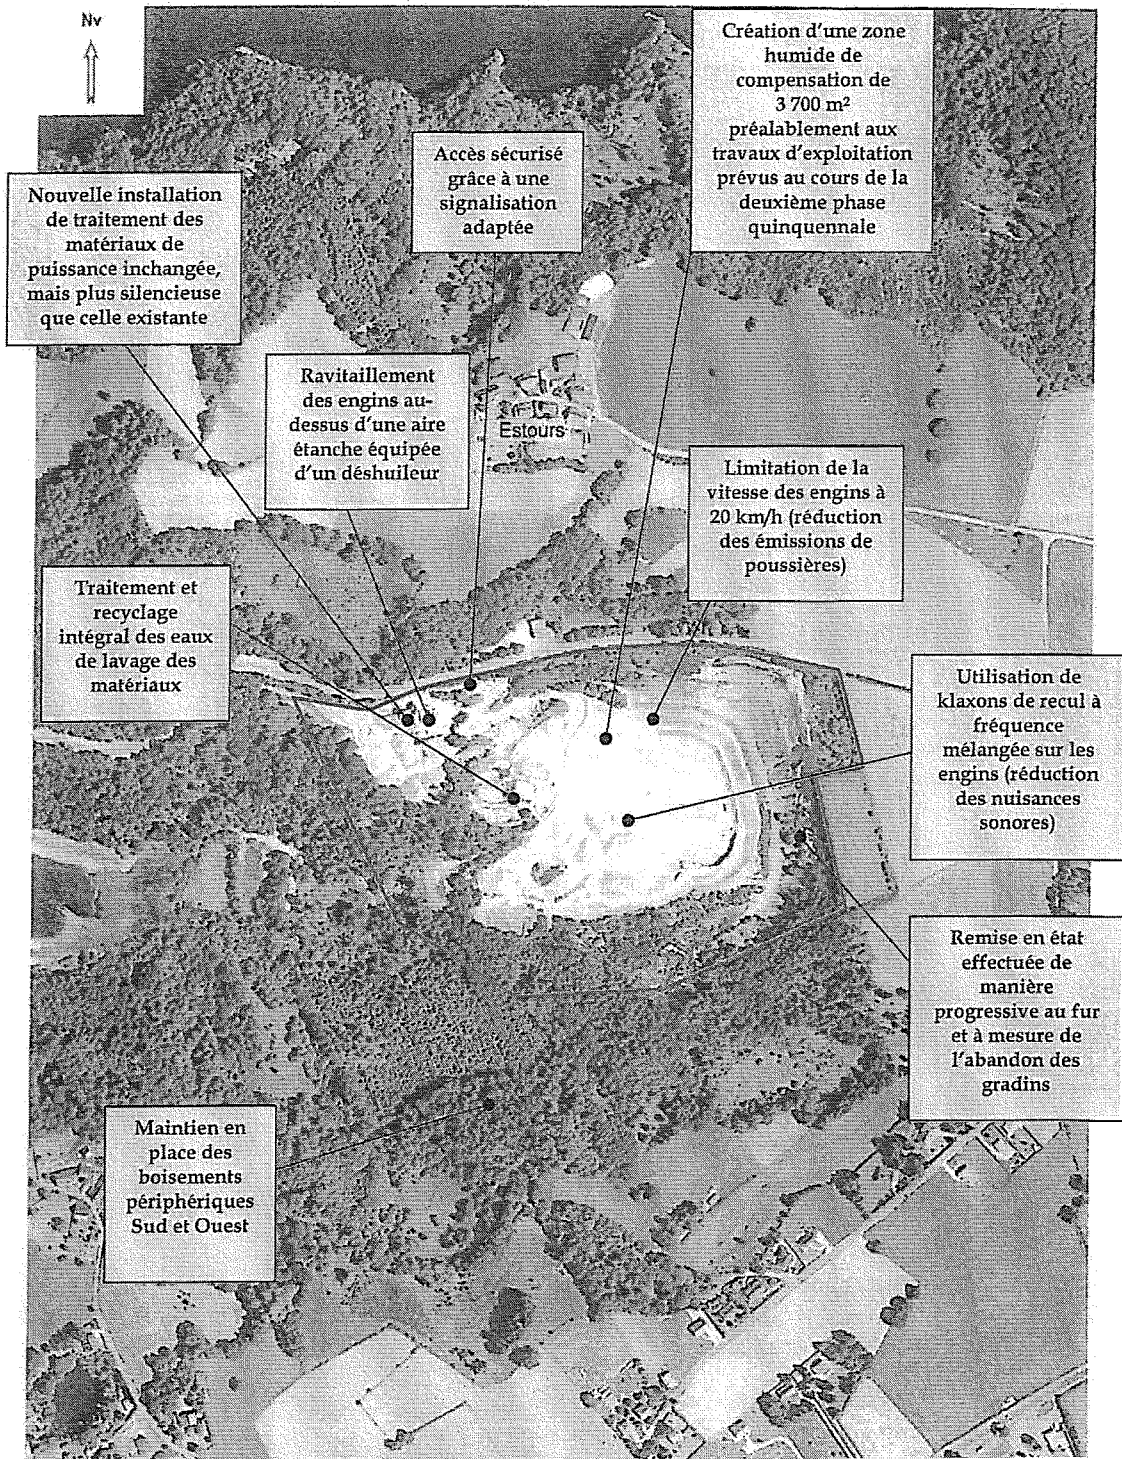 Nv
Création d'une zone
humide de
compensation de
3 700 m²
préalablement aux
travaux d'exploitation
prévus au cours de la
deuxième phase
quinquennale
Accès sécurisé
grâce à une
signalisation
adaptée
Nouvelle installation
de traitement des
matériaux de
puissance inchangée,
mais plus silencieuse
que celle existante
Ravitaillement
des engins au-
dessus d'une aire
étanche équipée
d'un déshuileur
Estours
Limitation de la
vitesse des engins à
20 km/h (réduction
des émissions de
poussières)
Traitement et
recyclage
intégral des eaux
de lavage des
matériaux
Utilisation de
klaxons de recul à
fréquence
mélangée sur les
engins (réduction
des nuisances
sonores)
Remise en état
effectuée de
manière
progressive au fur
et à mesure de
l'abandon des
gradins
Maintien en
place des
boisements
périphériques
Sud et Ouest